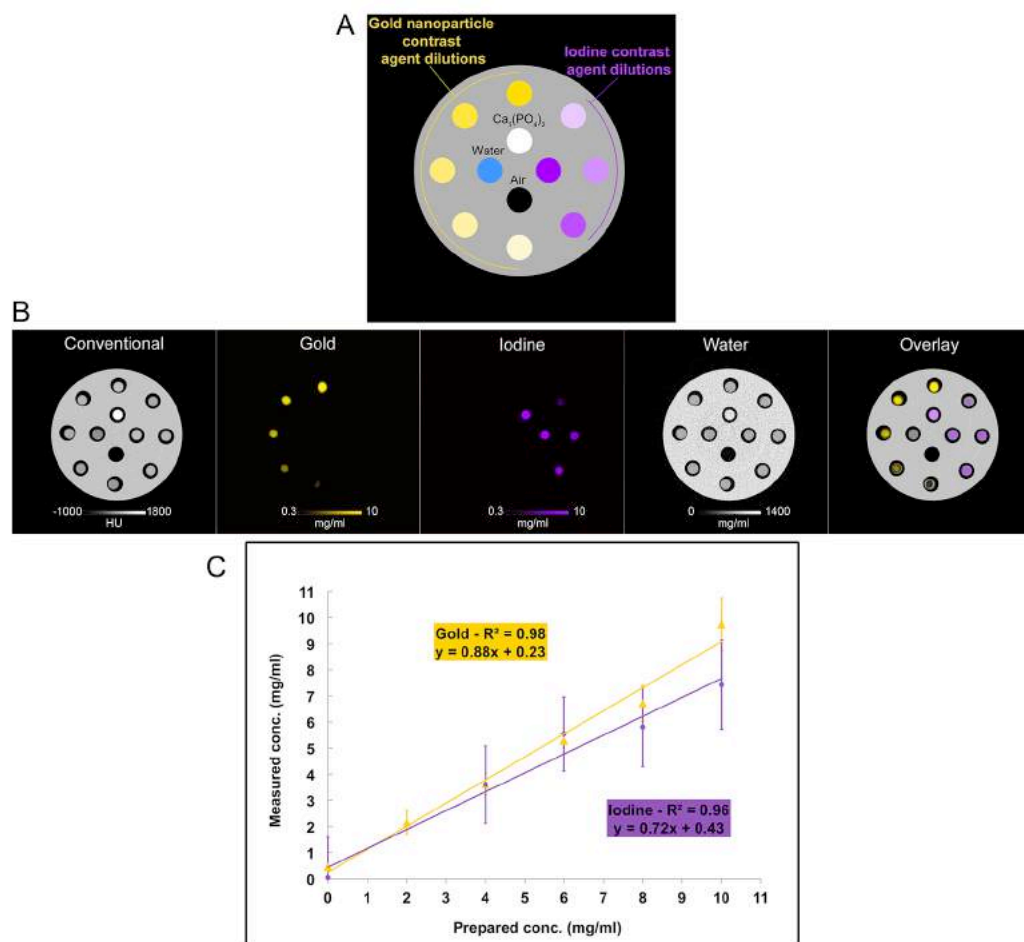 A
Gold nanoparticle
contrast
agent dilutions
Iodine contrast
agent dilutions
Ca₃(PO₄)₂
Water
Air
B
Conventional
Gold
Iodine
Water
Overlay
-1000 1800
HU
0.3 10
mg/ml
0.3 10
mg/ml
0 1400
mg/ml
C
11
10
9
8
7
6
5
4
3
2
1
0
Measured conc. (mg/ml)
Gold - R² = 0.98
y = 0.88x + 0.23
Iodine - R² = 0.96
y = 0.72x + 0.43
0 1 2 3 4 5 6 7 8 9 10 11
Prepared conc. (mg/ml)